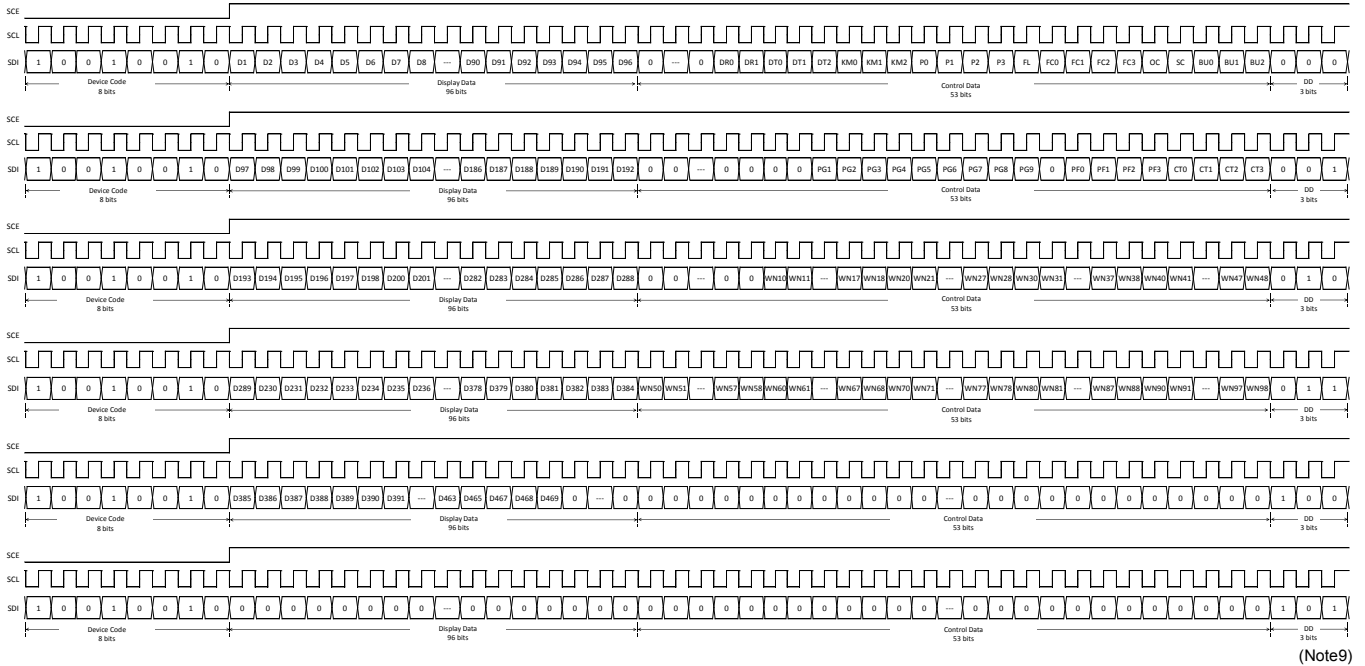 SCE
SCL
SDI 1 0 0 1 0 0 1 0 D1 D2 D3 D4 D5 D6 D7 D8 --- D90 D91 D92 D93 D94 D95 D96 0 --- 0 DR0 DR1 DT0 DT1 DT2 KM0 KM1 KM2 P0 P1 P2 P3 FL FC0 FC1 FC2 FC3 OC SC BU0 BU1 BU2 0 0 0
Device Code Display Data Control Data DD
8 bits 96 bits 53 bits 3 bits
SCE
SCL
SDI 1 0 0 1 0 0 1 0 D97 D98 D99 D100 D101 D102 D103 D104 --- D186 D187 D188 D189 D190 D191 D192 0 0 --- 0 0 0 0 PG1 PG2 PG3 PG4 PG5 PG6 PG7 PG8 PG9 0 PF0 PF1 PF2 PF3 CT0 CT1 CT2 CT3 0 0 1
Device Code Display Data Control Data DD
8 bits 96 bits 53 bits 3 bits
SCE
SCL
SDI 1 0 0 1 0 0 1 0 D193 D194 D195 D196 D197 D198 D200 D201 --- D282 D283 D284 D285 D286 D287 D288 0 0 --- 0 0 WN10 WN11 --- WN17 WN18 WN20 WN21 --- WN27 WN28 WN30 WN31 --- WN37 WN38 WN40 WN41 --- WN47 WN48 0 1 0
Device Code Display Data Control Data DD
8 bits 96 bits 53 bits 3 bits
SCE
SCL
SDI 1 0 0 1 0 0 1 0 D289 D230 D231 D232 D233 D234 D235 D236 --- D378 D379 D380 D381 D382 D383 D384 WN50 WN51 --- WN57 WN58 WN60 WN61 --- WN67 WN68 WN70 WN71 --- WN77 WN78 WN80 WN81 --- WN87 WN88 WN90 WN91 --- WN97 WN98 0 1 1
Device Code Display Data Control Data DD
8 bits 96 bits 53 bits 3 bits
SCE
SCL
SDI 1 0 0 1 0 0 1 0 D385 D386 D387 D388 D389 D390 D391 --- D463 D465 D467 D468 D469 0 --- 0 0 0 0 0 0 0 0 0 0 0 0 --- 0 0 0 0 0 0 0 0 0 0 0 0 1 0 0
Device Code Display Data Control Data DD
8 bits 96 bits 53 bits 3 bits
SCE
SCL
SDI 1 0 0 1 0 0 1 0 0 0 0 0 0 0 0 0 --- 0 0 0 0 0 0 0 0 0 0 0 0 0 0 0 0 0 0 0 --- 0 0 0 0 0 0 0 0 0 0 0 0 1 0 1
Device Code Display Data Control Data DD
8 bits 96 bits 53 bits 3 bits
(Note9)